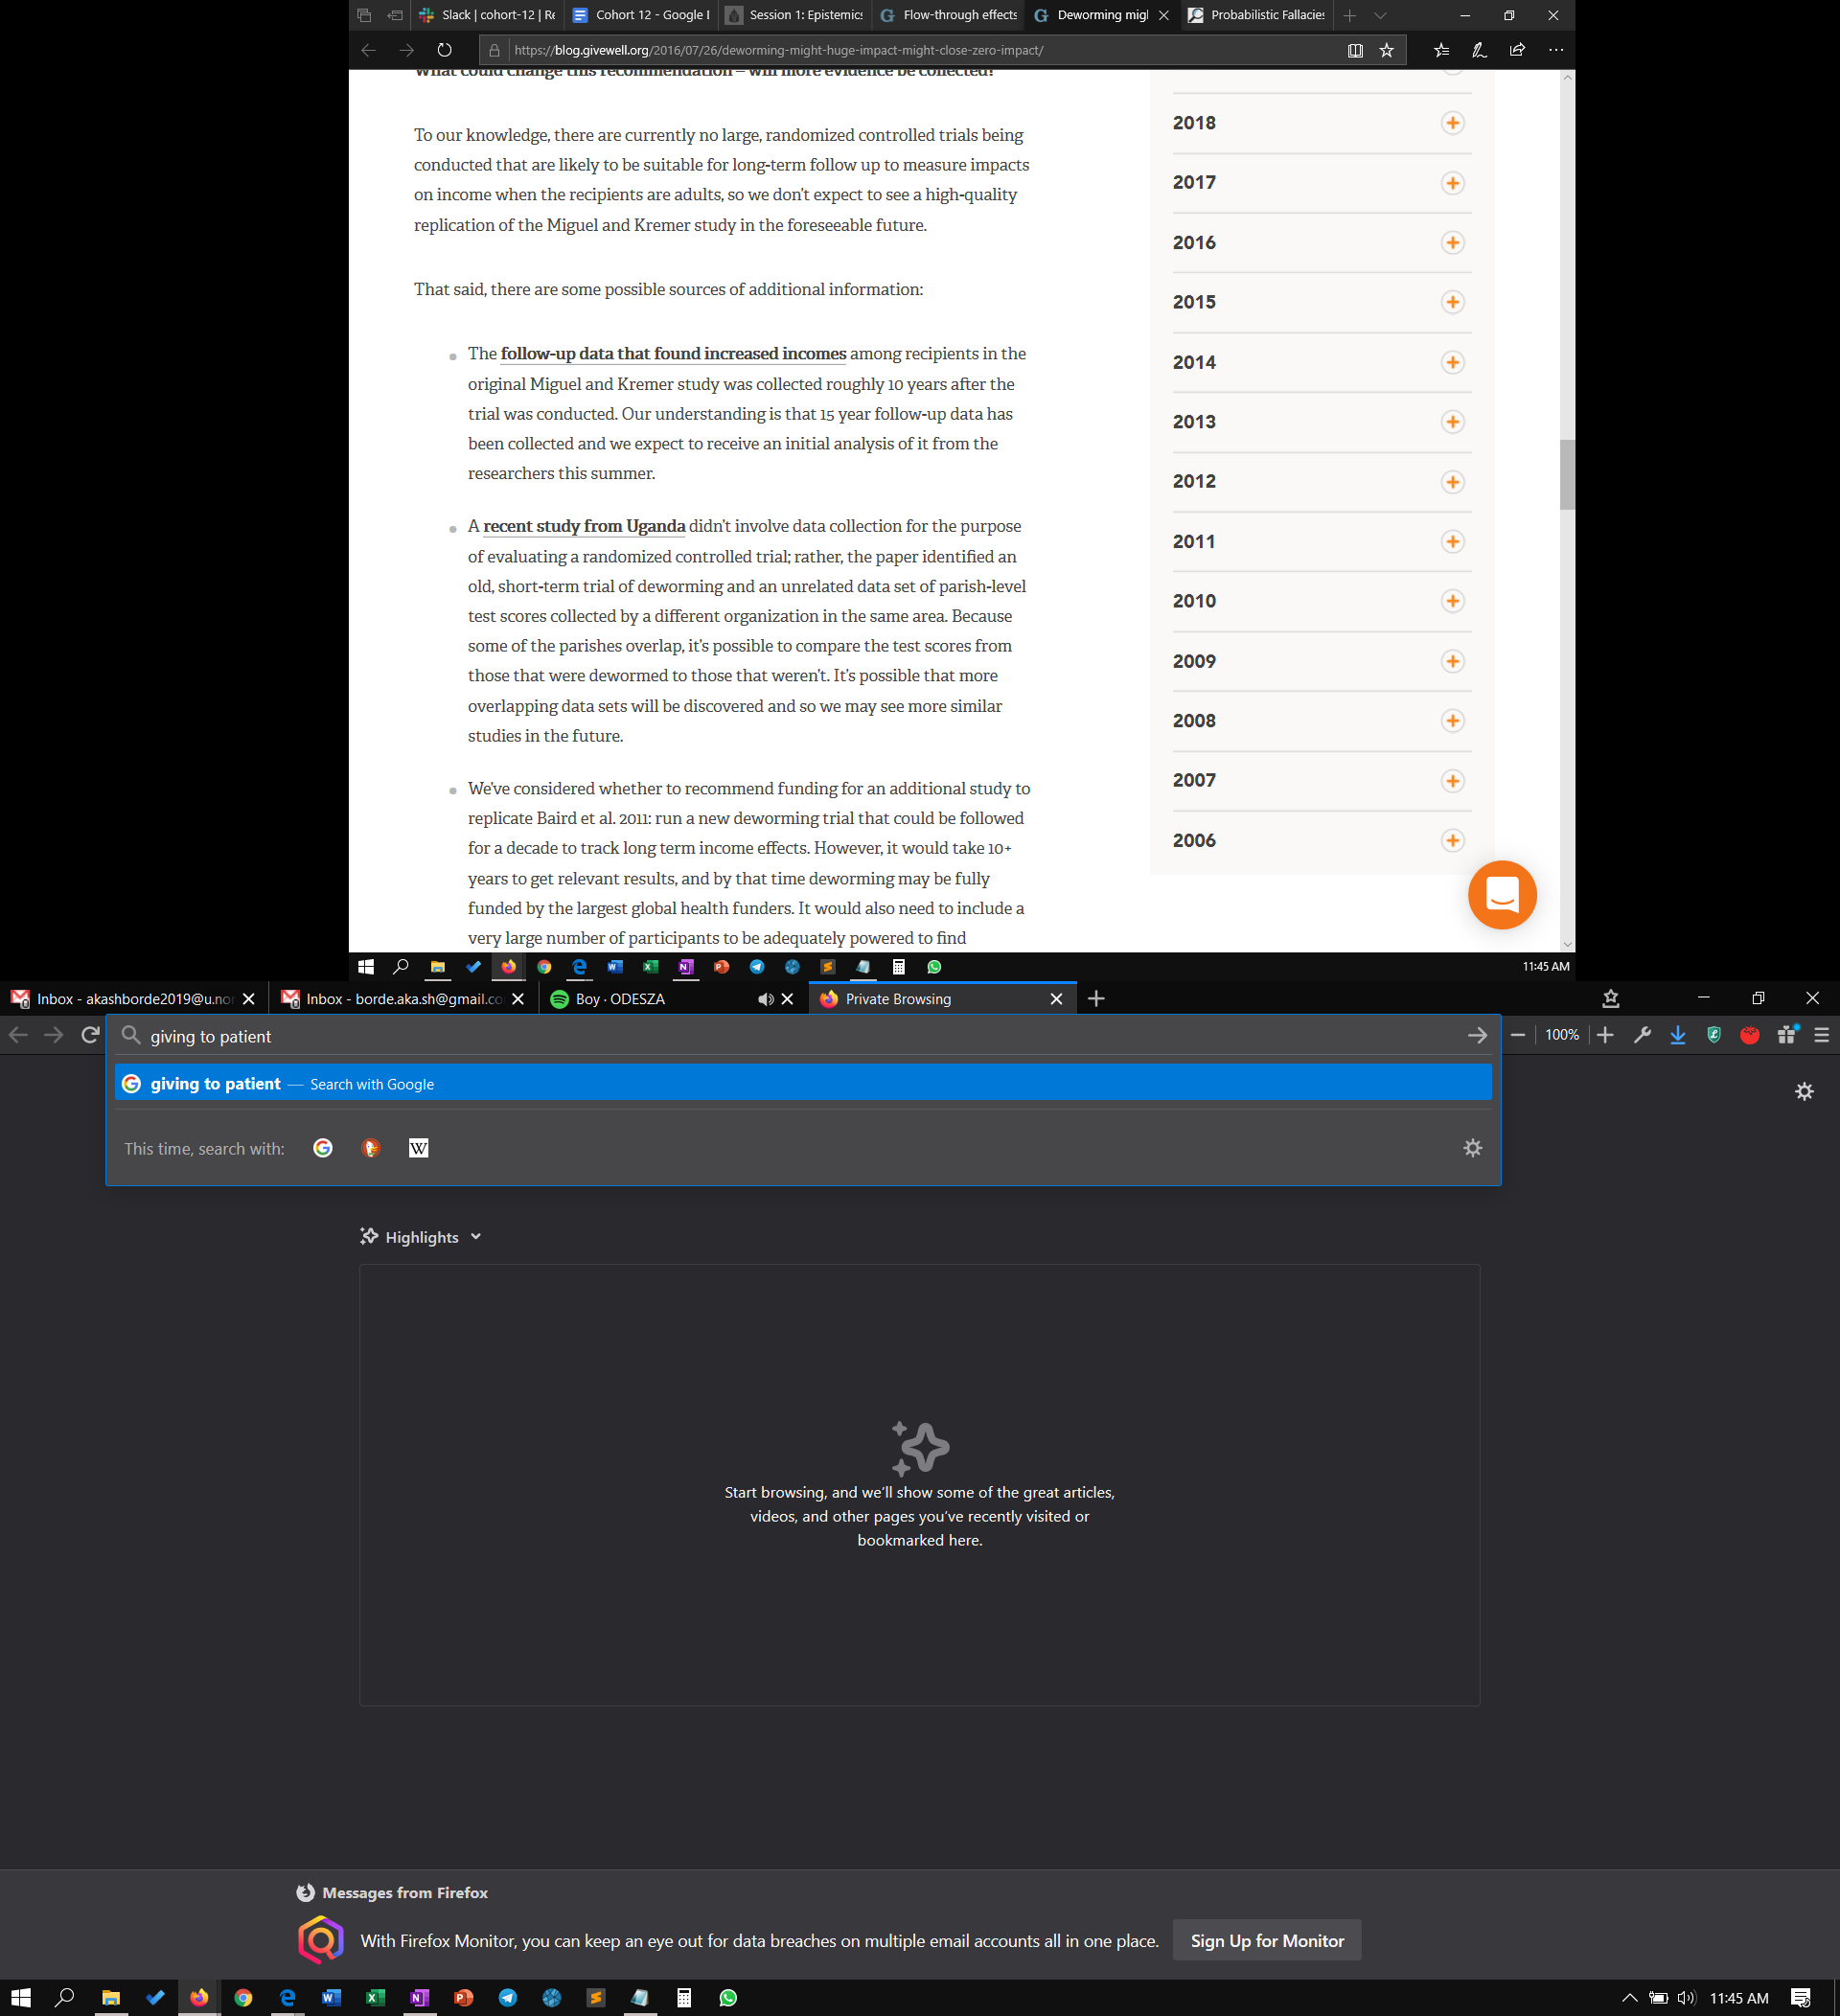 Slack | cohort-12 | Re
Cohort 12 - Google I
Session 1: Epistemics
Flow-through effects
Deworming migl
Probabilistic Fallacies
https://blog.givewell.org/2016/07/26/deworming-might-huge-impact-might-close-zero-impact/
What could change this recommendation – will more evidence be collected?
To our knowledge, there are currently no large, randomized controlled trials being
conducted that are likely to be suitable for long-term follow up to measure impacts
on income when the recipients are adults, so we don't expect to see a high-quality
replication of the Miguel and Kremer study in the foreseeable future.
That said, there are some possible sources of additional information:
The follow-up data that found increased incomes among recipients in the
original Miguel and Kremer study was collected roughly 10 years after the
trial was conducted. Our understanding is that 15 year follow-up data has
been collected and we expect to receive an initial analysis of it from the
researchers this summer.
A recent study from Uganda didn't involve data collection for the purpose
of evaluating a randomized controlled trial; rather, the paper identified an
old, short-term trial of deworming and an unrelated data set of parish-level
test scores collected by a different organization in the same area. Because
some of the parishes overlap, it's possible to compare the test scores from
those that were dewormed to those that weren't. It's possible that more
overlapping data sets will be discovered and so we may see more similar
studies in the future.
We've considered whether to recommend funding for an additional study to
replicate Baird et al. 2011: run a new deworming trial that could be followed
for a decade to track long term income effects. However, it would take 10+
years to get relevant results, and by that time deworming may be fully
funded by the largest global health funders. It would also need to include a
very large number of participants to be adequately powered to find
2018
2017
2016
2015
2014
2013
2012
2011
2010
2009
2008
2007
2006
11:45 AM
Inbox - akashborde2019@u.nor
Inbox - borde.aka.sh@gmail.co
Boy · ODESZA
Private Browsing
giving to patient
100%
giving to patient — Search with Google
This time, search with:
Highlights
Start browsing, and we'll show some of the great articles,
videos, and other pages you've recently visited or
bookmarked here.
Messages from Firefox
With Firefox Monitor, you can keep an eye out for data breaches on multiple email accounts all in one place.
Sign Up for Monitor
11:45 AM